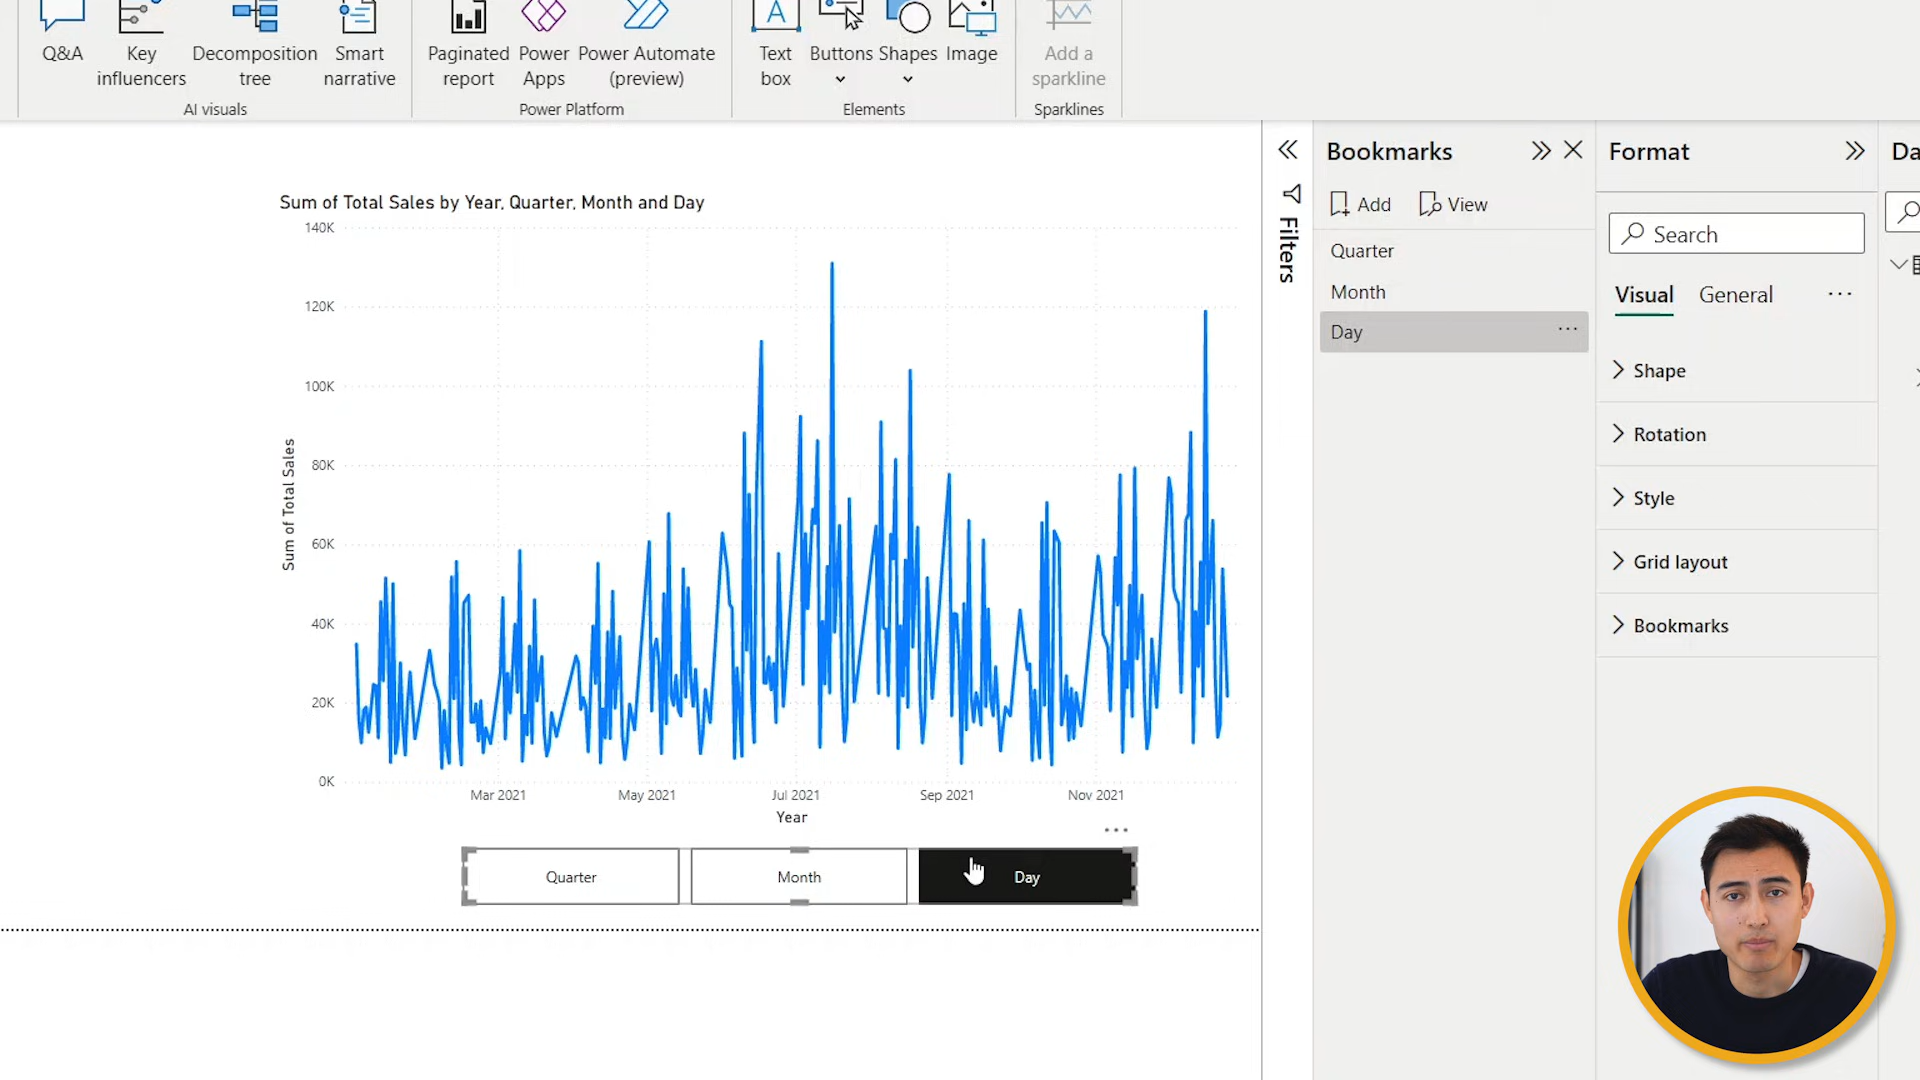 Q&A
Key
influencers
Decomposition
tree
Smart
narrative
AI visuals
Paginated
report
Power
Apps
Power Automate
(preview)
Power Platform
A
Text
box
Buttons
Shapes
Image
Elements
Add a
sparkline
Sparklines
Sum of Total Sales by Year, Quarter, Month and Day
Sum of Total Sales
140K
120K
100K
80K
60K
40K
20K
0K
Mar 2021
May 2021
Jul 2021
Sep 2021
Nov 2021
Year
Quarter
Month
Day
Filters
Bookmarks
Add
View
Quarter
Month
Day
Format
Search
Visual
General
Shape
Rotation
Style
Grid layout
Bookmarks
Da